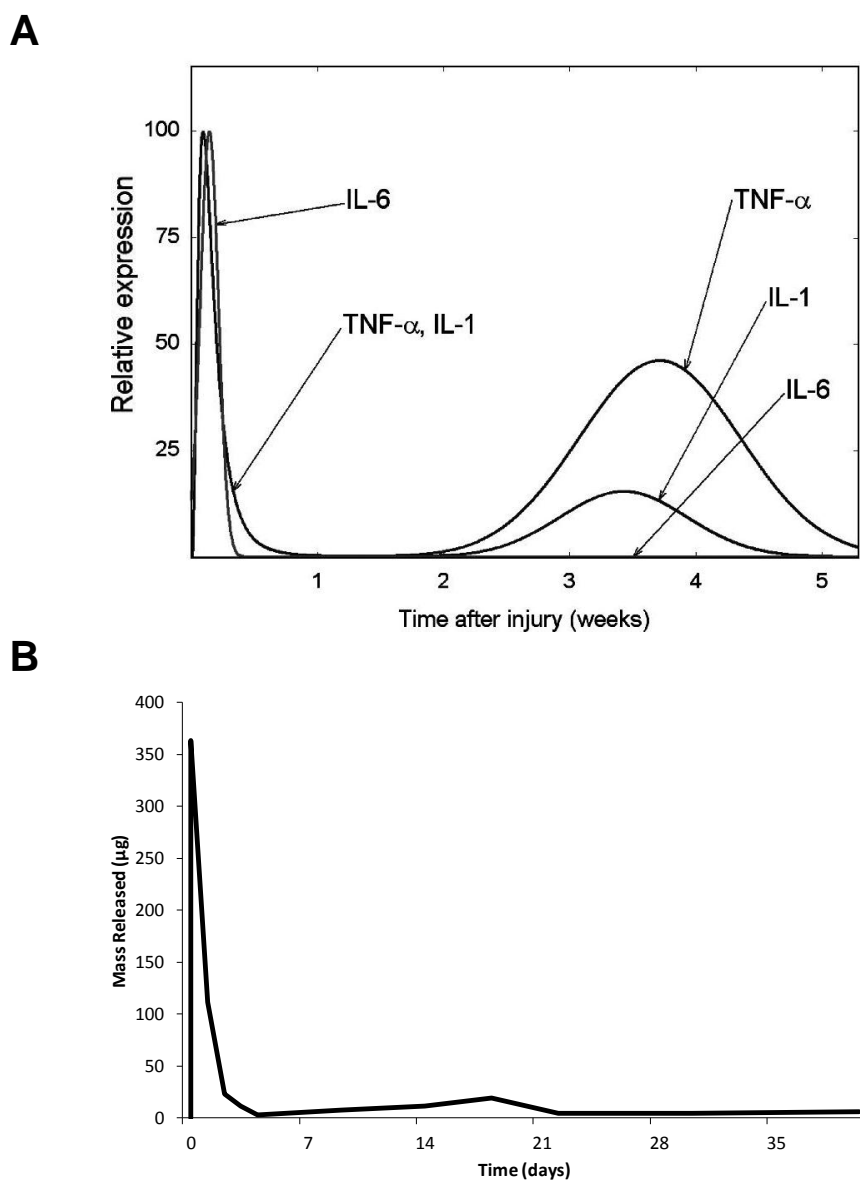 A
Relative expression
100
75
50
25
IL-6
TNF-α, IL-1
TNF-α
IL-1
IL-6
1 2 3 4 5
Time after injury (weeks)
B
Mass Released (µg)
400
350
300
250
200
150
100
50
0
0 7 14 21 28 35
Time (days)